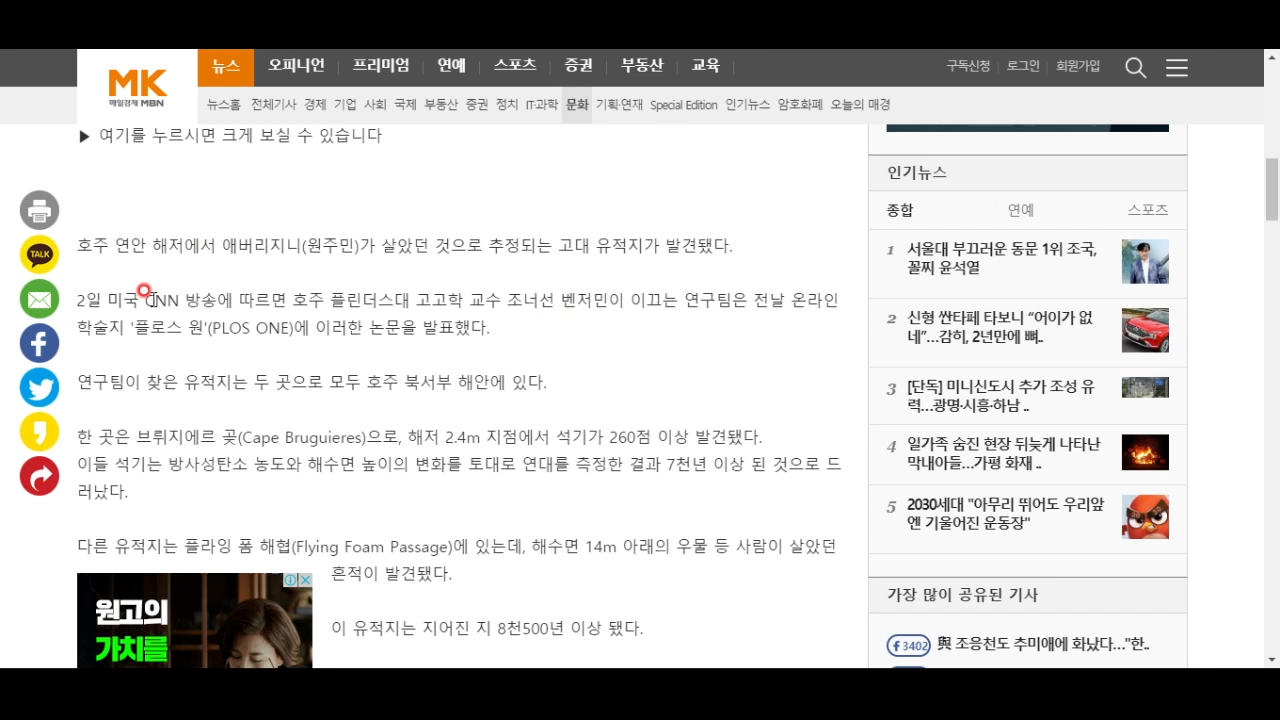 MK
매일경제 MBN
뉴스 오피니언 프리미엄 연예 스포츠 증권 부동산 교육
구독신청 로그인 회원가입
뉴스홈 전체기사 경제 기업 사회 국제 부동산 증권 정치 IT·과학 문화 기획·연재 Special Edition 인기뉴스 암호화폐 오늘의 매경
▶ 여기를 누르시면 크게 보실 수 있습니다
TALK
호주 연안 해저에서 애버리지니(원주민)가 살았던 것으로 추정되는 고대 유적지가 발견됐다.
2일 미국 CNN 방송에 따르면 호주 플린더스대 고고학 교수 조너선 벤저민이 이끄는 연구팀은 전날 온라인
학술지 '플로스 원'(PLOS ONE)에 이러한 논문을 발표했다.
연구팀이 찾은 유적지는 두 곳으로 모두 호주 북서부 해안에 있다.
한 곳은 브뤼지에르 곶(Cape Bruguieres)으로, 해저 2.4m 지점에서 석기가 260점 이상 발견됐다.
이들 석기는 방사성탄소 농도와 해수면 높이의 변화를 토대로 연대를 측정한 결과 7천년 이상 된 것으로 드
러났다.
다른 유적지는 플라잉 폼 해협(Flying Foam Passage)에 있는데, 해수면 14m 아래의 우물 등 사람이 살았던
흔적이 발견됐다.
이 유적지는 지어진 지 8천500년 이상 됐다.
원고의
가치를
인기뉴스
종합 연예 스포츠
1 서울대 부끄러운 동문 1위 조국,
꼴찌 윤석열
2 신형 싼타페 타보니 “어이가 없
네”…감히, 2년만에 뼈..
3 [단독] 미니신도시 추가 조성 유
력…광명·시흥·하남 ..
4 일가족 숨진 현장 뒤늦게 나타난
막내아들…가평 화재 ..
5 2030세대 "아무리 뛰어도 우리앞
엔 기울어진 운동장"
가장 많이 공유된 기사
3402 與 조응천도 추미애에 화났다…"한..